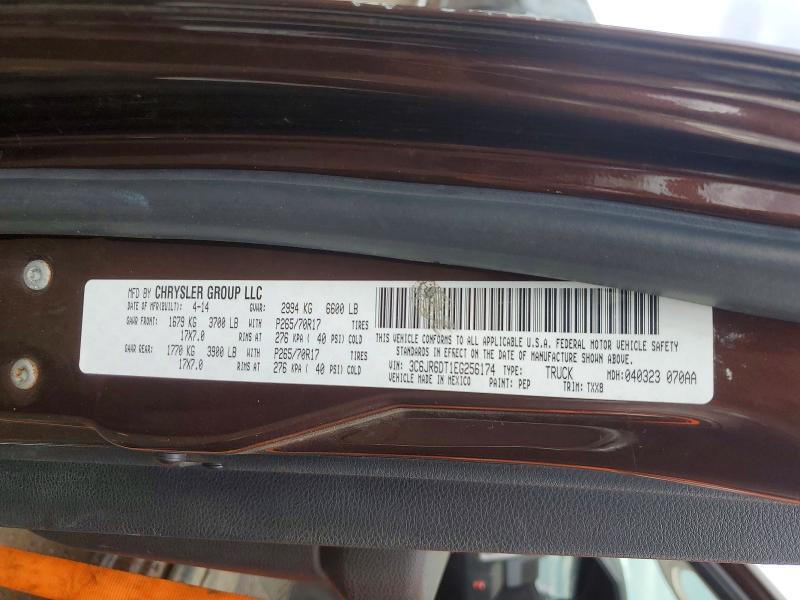 MFD BY CHRYSLER GROUP LLC
DATE OF MFR(BUILT): 4-14 GVWR: 2994 KG 6600 LB
GAWR FRONT: 1679 KG 3700 LB WITH P265/70R17 TIRES
17X7.0 RIMS AT 276 KPA ( 40 PSI) COLD
GAWR REAR: 1770 KG 3900 LB WITH P265/70R17 TIRES
17X7.0 RIMS AT 276 KPA ( 40 PSI) COLD
THIS VEHICLE CONFORMS TO ALL APPLICABLE U.S.A. FEDERAL MOTOR VEHICLE SAFETY
STANDARDS IN EFFECT ON THE DATE OF MANUFACTURE SHOWN ABOVE.
VIN: 3C6JR6DT1EG256174 TYPE: TRUCK MDH:040323 070AA
VEHICLE MADE IN MEXICO PAINT: PEP TRIM: TXX8